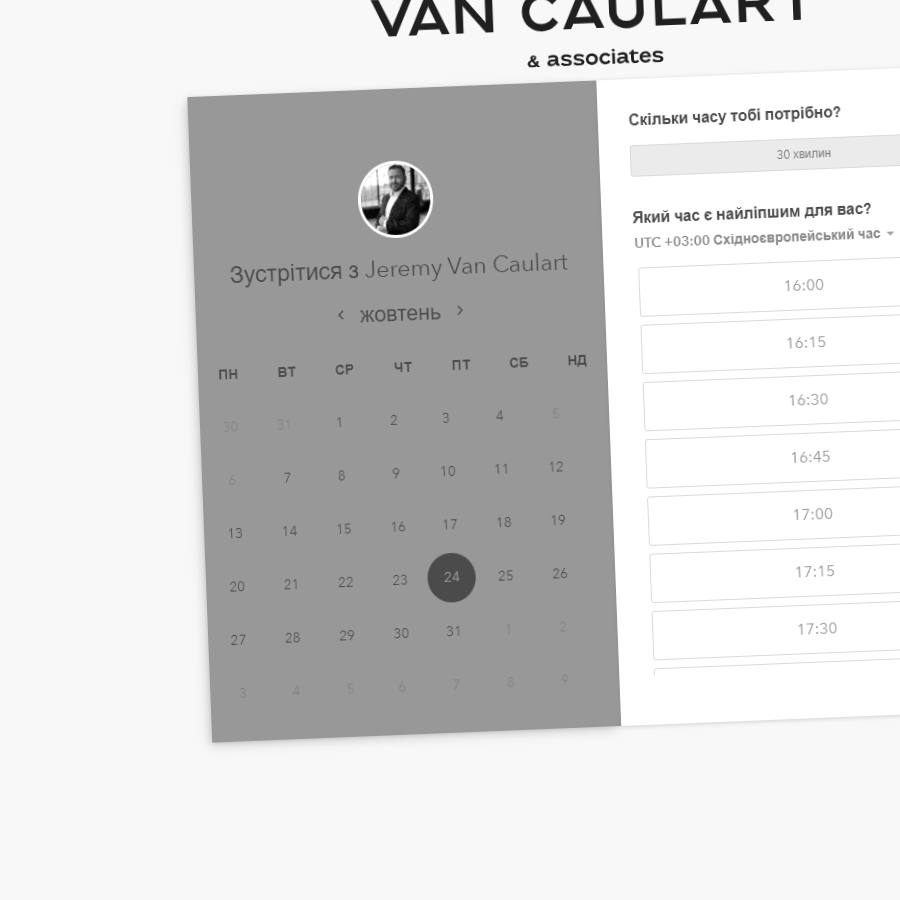 VAN CAULART
& associates
Зустрітися з Jeremy Van Caulart
жовтень
ПН ВТ СР ЧТ ПТ СБ НД
30 31 1 2 3 4 5
6 7 8 9 10 11 12
13 14 15 16 17 18 19
20 21 22 23 24 25 26
27 28 29 30 31 1 2
3 4 5 6 7 8 9
Скільки часу тобі потрібно?
30 хвилин
Який час є найліпшим для вас?
UTC +03:00 Східноєвропейський час
16:00
16:15
16:30
16:45
17:00
17:15
17:30